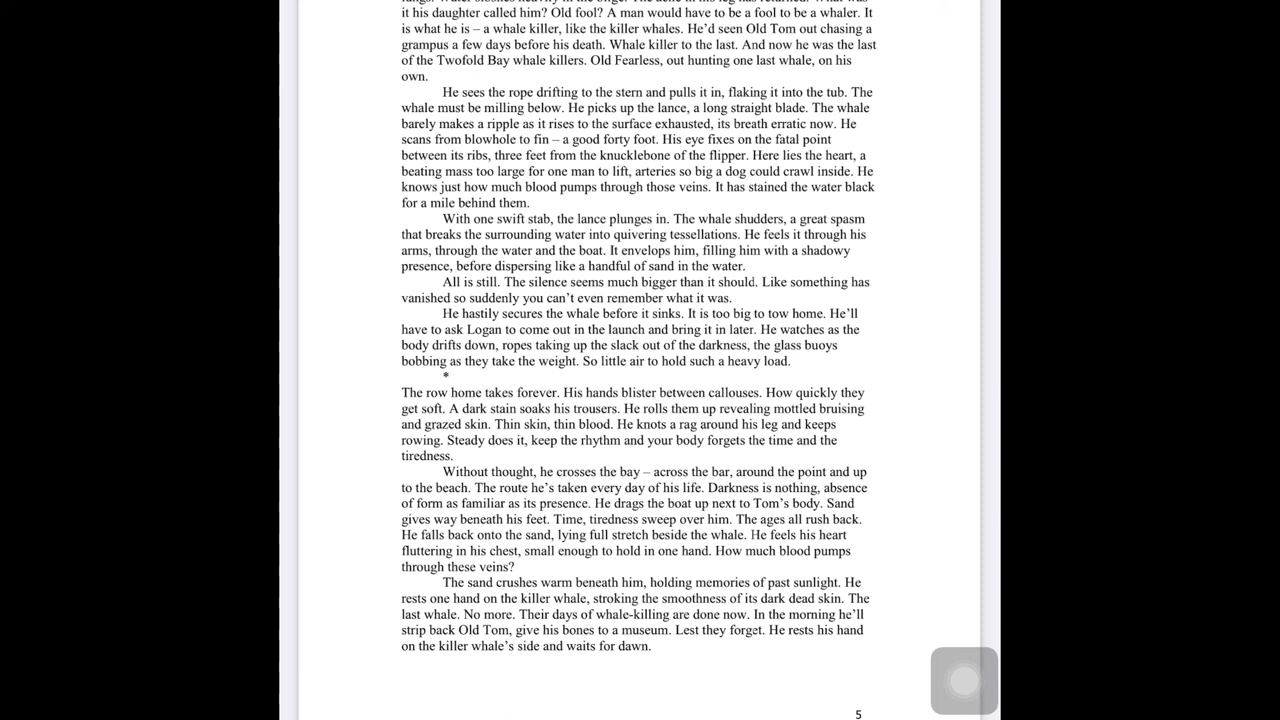 it his daughter called him? Old fool? A man would have to be a fool to be a whaler. It
is what he is – a whale killer, like the killer whales. He’d seen Old Tom out chasing a
grampus a few days before his death. Whale killer to the last. And now he was the last
of the Twofold Bay whale killers. Old Fearless, out hunting one last whale, on his
own.
He sees the rope drifting to the stern and pulls it in, flaking it into the tub. The
whale must be milling below. He picks up the lance, a long straight blade. The whale
barely makes a ripple as it rises to the surface exhausted, its breath erratic now. He
scans from blowhole to fin – a good forty foot. His eye fixes on the fatal point
between its ribs, three feet from the knucklebone of the flipper. Here lies the heart, a
beating mass too large for one man to lift, arteries so big a dog could crawl inside. He
knows just how much blood pumps through those veins. It has stained the water black
for a mile behind them.
With one swift stab, the lance plunges in. The whale shudders, a great spasm
that breaks the surrounding water into quivering tessellations. He feels it through his
arms, through the water and the boat. It envelops him, filling him with a shadowy
presence, before dispersing like a handful of sand in the water.
All is still. The silence seems much bigger than it should. Like something has
vanished so suddenly you can’t even remember what it was.
He hastily secures the whale before it sinks. It is too big to tow home. He’ll
have to ask Logan to come out in the launch and bring it in later. He watches as the
body drifts down, ropes taking up the slack out of the darkness, the glass buoys
bobbing as they take the weight. So little air to hold such a heavy load.
*
The row home takes forever. His hands blister between callouses. How quickly they
get soft. A dark stain soaks his trousers. He rolls them up revealing mottled bruising
and grazed skin. Thin skin, thin blood. He knots a rag around his leg and keeps
rowing. Steady does it, keep the rhythm and your body forgets the time and the
tiredness.
Without thought, he crosses the bay – across the bar, around the point and up
to the beach. The route he’s taken every day of his life. Darkness is nothing, absence
of form as familiar as its presence. He drags the boat up next to Tom’s body. Sand
gives way beneath his feet. Time, tiredness sweep over him. The ages all rush back.
He falls back onto the sand, lying full stretch beside the whale. He feels his heart
fluttering in his chest, small enough to hold in one hand. How much blood pumps
through these veins?
The sand crushes warm beneath him, holding memories of past sunlight. He
rests one hand on the killer whale, stroking the smoothness of its dark dead skin. The
last whale. No more. Their days of whale-killing are done now. In the morning he’ll
strip back Old Tom, give his bones to a museum. Lest they forget. He rests his hand
on the killer whale’s side and waits for dawn.
5